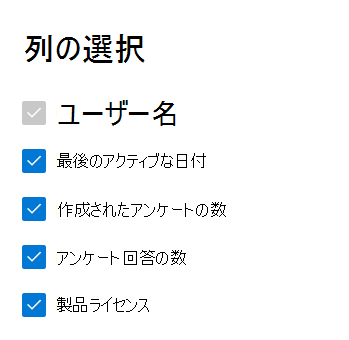 列の選択
ユーザー名
最後のアクティブな日付
作成されたアンケートの数
アンケート回答の数
製品ライセンス